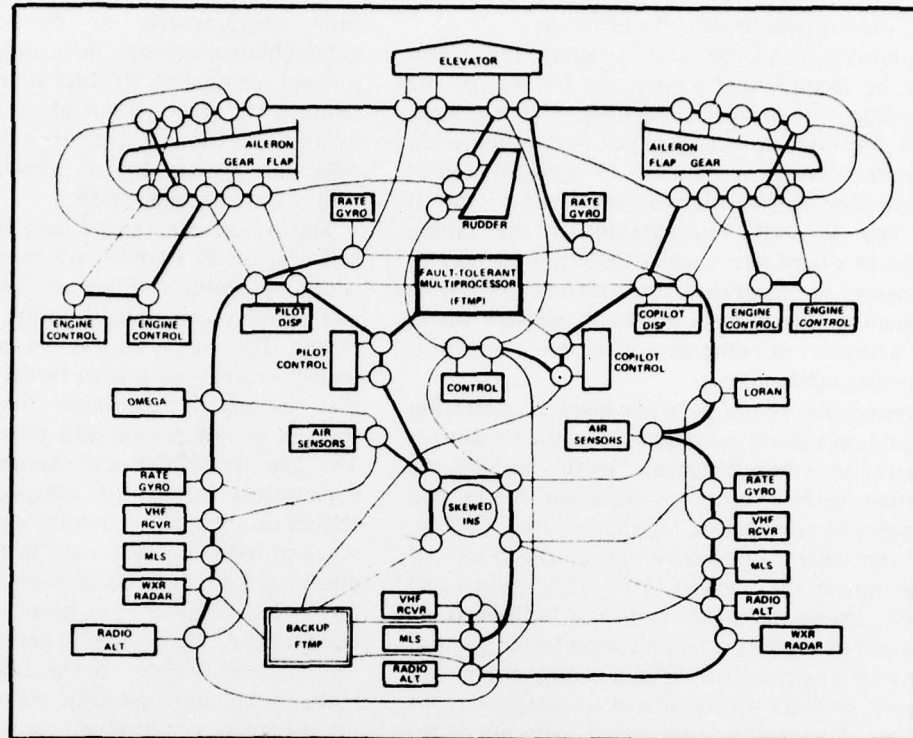 ELEVATOR
AILERON
GEAR FLAP
AILERON
FLAP GEAR
RATE
GYRO
RUDDER
RATE
GYRO
FAULT-TOLERANT
MULTIPROCESSOR
(FTMP)
ENGINE
CONTROL
ENGINE
CONTROL
PILOT
DISP
COPILOT
DISP
ENGINE
CONTROL
ENGINE
CONTROL
PILOT
CONTROL
CONTROL
COPILOT
CONTROL
OMEGA
LORAN
AIR
SENSORS
AIR
SENSORS
RATE
GYRO
VHF
RCVR
MLS
WXR
RADAR
RADIO
ALT
SKEWED
INS
RATE
GYRO
VHF
RCVR
MLS
RADIO
ALT
WXR
RADAR
BACKUP
FTMP
VHF
RCVR
MLS
RADIO
ALT